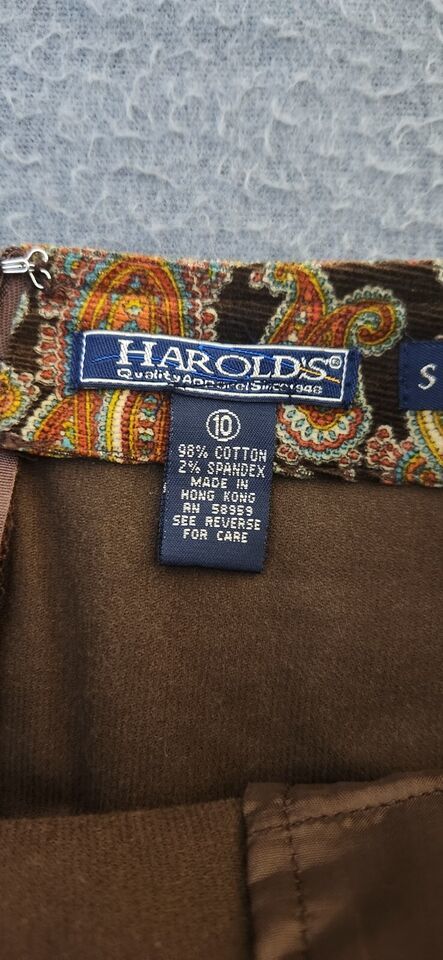 HAROLD'S®
Quality Apparel Since 1948
S
10
98% COTTON
2% SPANDEX
MADE IN
HONG KONG
RN 58959
SEE REVERSE
FOR CARE